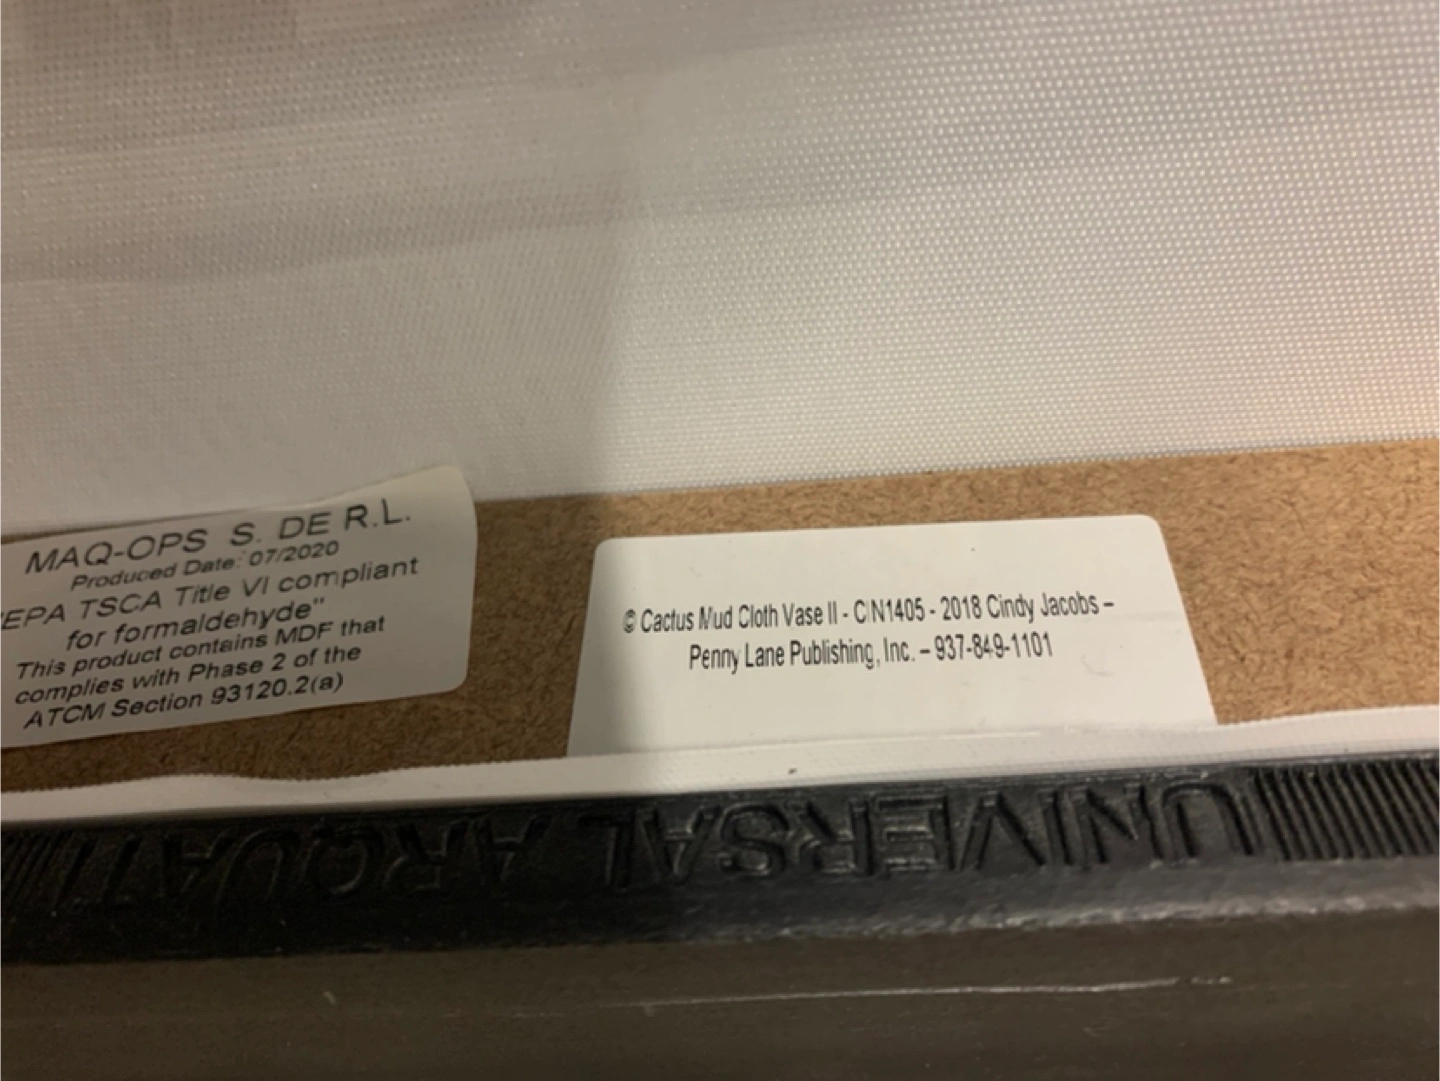 MAQ-OPS S. DE R.L.
Produced Date: 07/2020
"EPA TSCA Title VI compliant
for formaldehyde"
This product contains MDF that
complies with Phase 2 of the
ATCM Section 93120.2(a)
© Cactus Mud Cloth Vase II - CIN1405 - 2018 Cindy Jacobs –
Penny Lane Publishing, Inc. – 937-849-1101
UNIVERSAL ARQUATI